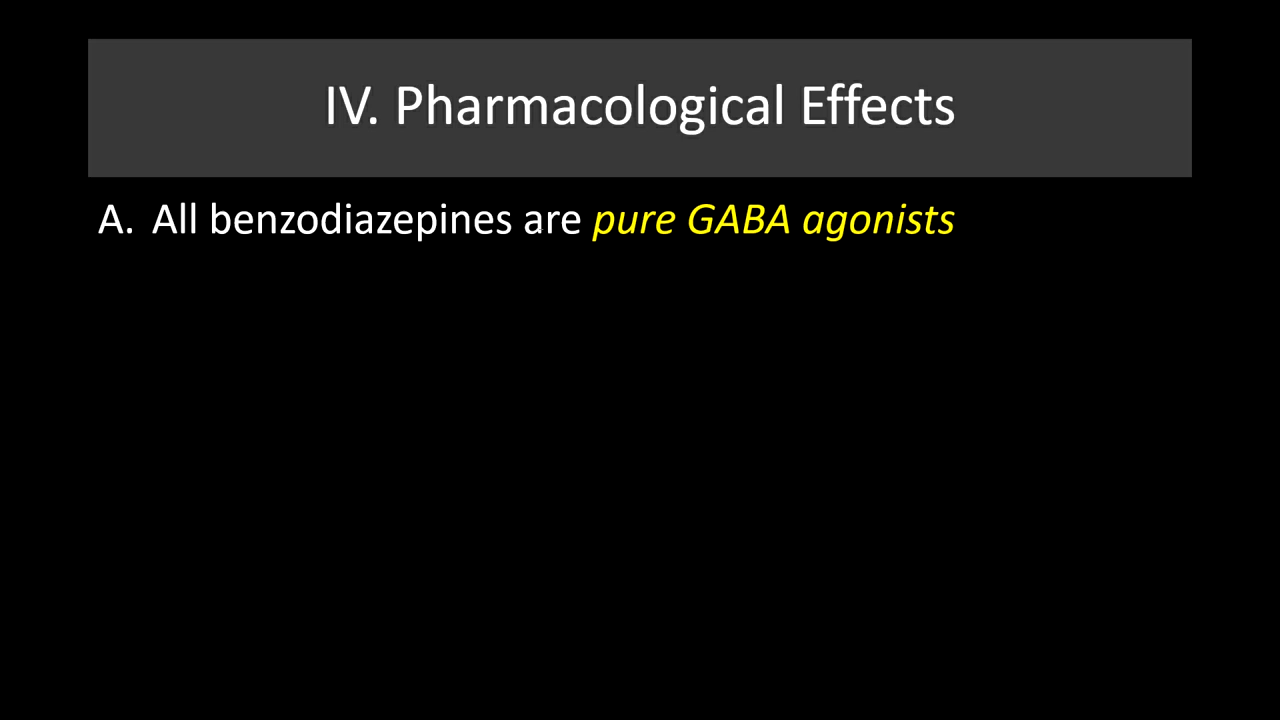 IV. Pharmacological Effects
A. All benzodiazepines are pure GABA agonists